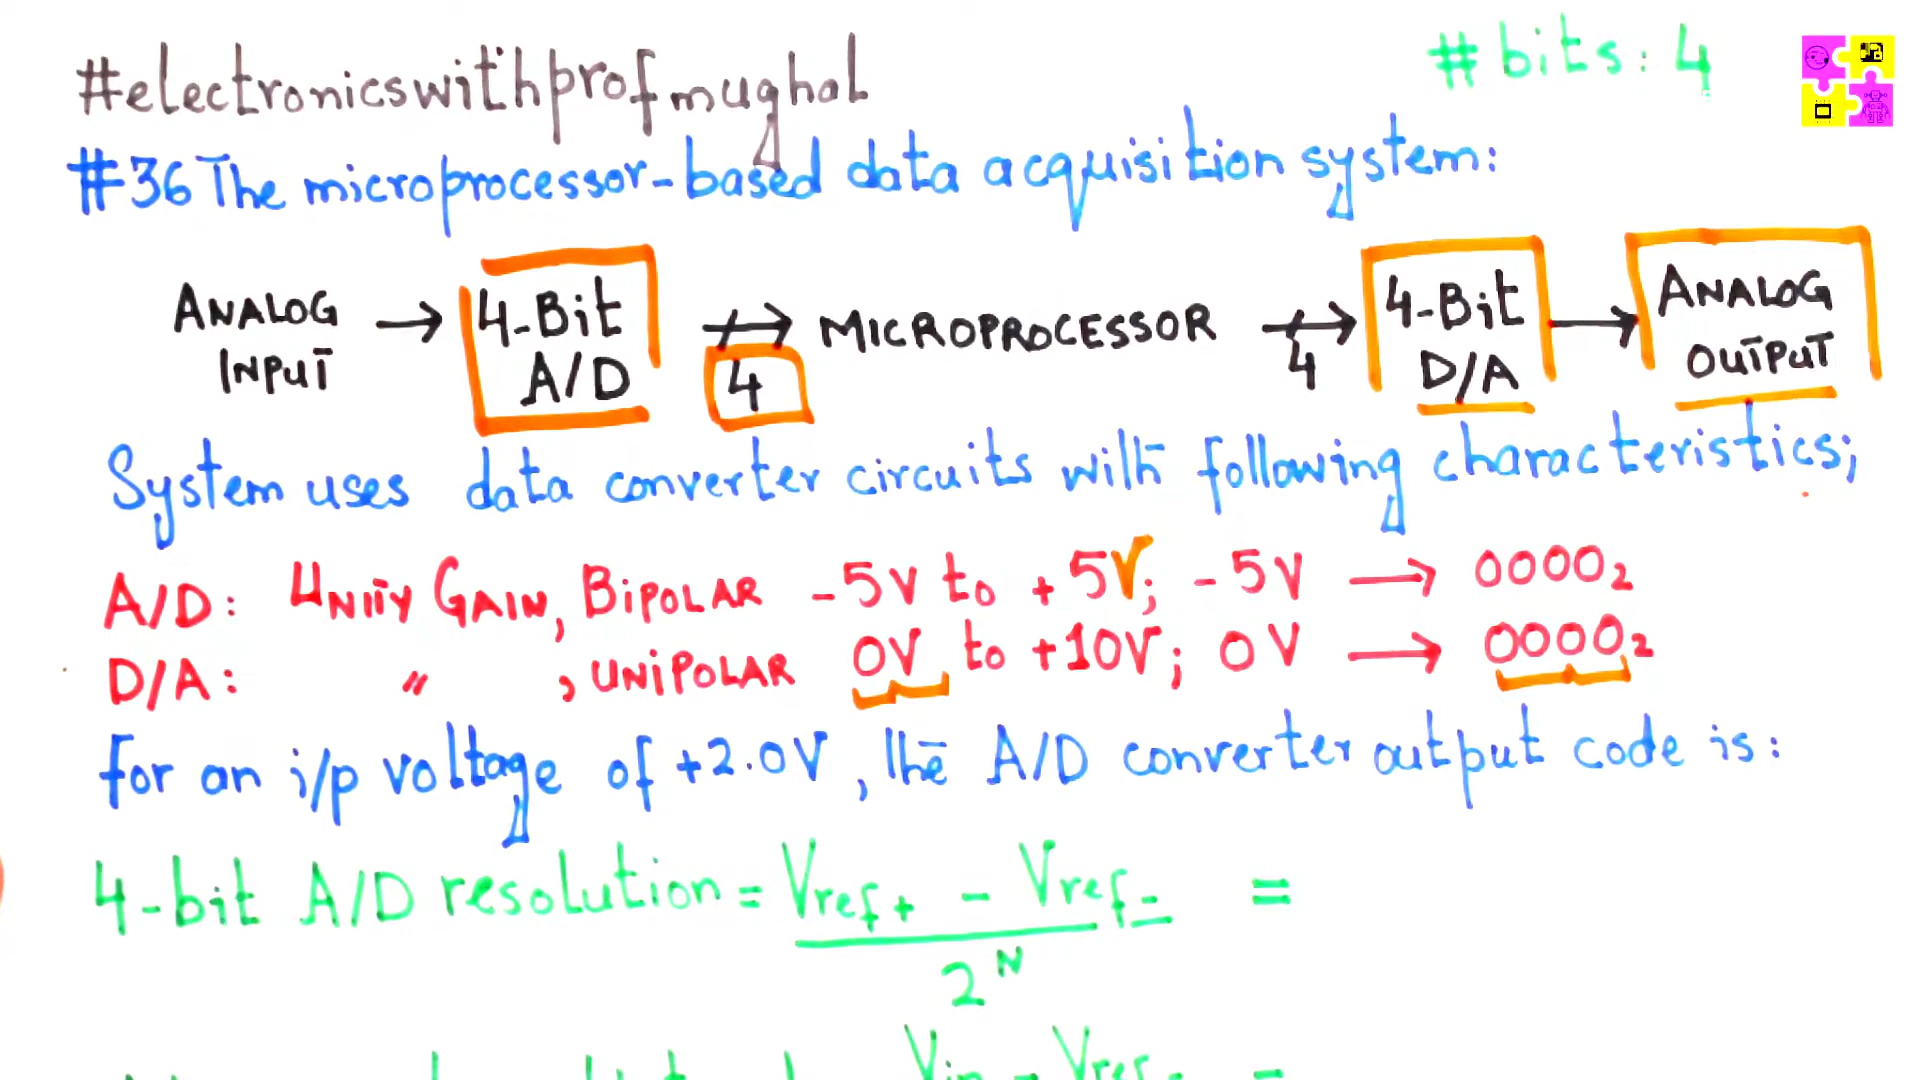 #electronicswithprofmughal
#bits: 4
#36 The microprocessor-based data acquisition system:
ANALOG INPUT → 4-Bit A/D → 4 MICROPROCESSOR → 4 4-Bit D/A → ANALOG OUTPUT
System uses data converter circuits with following characteristics;
A/D: UNITY GAIN, BIPOLAR -5V to +5V; -5V → 0000₂
D/A: " , UNIPOLAR 0V to +10V; 0V → 0000₂
for an i/p voltage of +2.0V, the A/D converter output code is:
4-bit A/D resolution = Vref+ - Vref- =
2^N
Vin - Vref- =